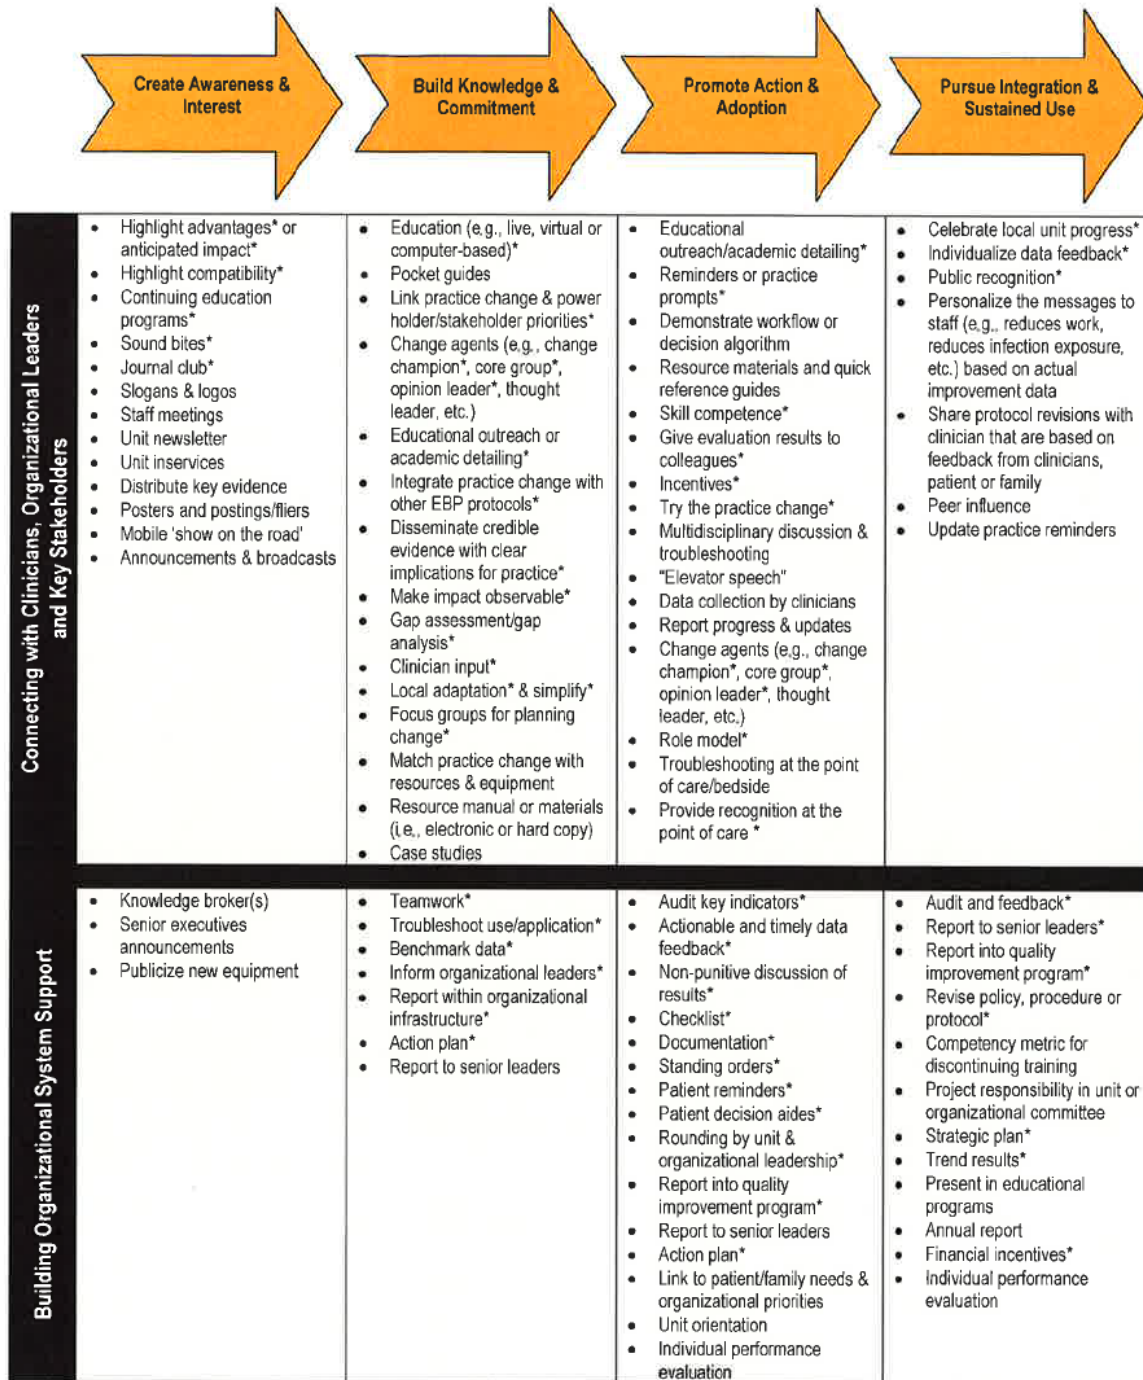 Create Awareness &
Interest
Build Knowledge &
Commitment
Promote Action &
Adoption
Pursue Integration &
Sustained Use
Connecting with Clinicians, Organizational Leaders
and Key Stakeholders
• Highlight advantages* or
anticipated impact*
• Highlight compatibility*
• Continuing education
programs*
• Sound bites*
• Journal club*
• Slogans & logos
• Staff meetings
• Unit newsletter
• Unit inservices
• Distribute key evidence
• Posters and postings/fliers
• Mobile 'show on the road'
• Announcements & broadcasts
• Education (e.g., live, virtual or
computer-based)*
• Pocket guides
• Link practice change & power
holder/stakeholder priorities*
• Change agents (e.g., change
champion*, core group*,
opinion leader*, thought
leader, etc.)
• Educational outreach or
academic detailing*
• Integrate practice change with
other EBP protocols*
• Disseminate credible
evidence with clear
implications for practice*
• Make impact observable*
• Gap assessment/gap
analysis*
• Clinician input*
• Local adaptation* & simplify*
• Focus groups for planning
change*
• Match practice change with
resources & equipment
• Resource manual or materials
(i.e., electronic or hard copy)
• Case studies
• Educational
outreach/academic detailing*
• Reminders or practice
prompts*
• Demonstrate workflow or
decision algorithm
• Resource materials and quick
reference guides
• Skill competence*
• Give evaluation results to
colleagues*
• Incentives*
• Try the practice change*
• Multidisciplinary discussion &
troubleshooting
• "Elevator speech"
• Data collection by clinicians
• Report progress & updates
• Change agents (e.g., change
champion*, core group*,
opinion leader*, thought
leader, etc.)
• Role model*
• Troubleshooting at the point
of care/bedside
• Provide recognition at the
point of care *
• Celebrate local unit progress*
• Individualize data feedback*
• Public recognition*
• Personalize the messages to
staff (e.g., reduces work,
reduces infection exposure,
etc.) based on actual
improvement data
• Share protocol revisions with
clinician that are based on
feedback from clinicians,
patient or family
• Peer influence
• Update practice reminders
Building Organizational System Support
• Knowledge broker(s)
• Senior executives
announcements
• Publicize new equipment
• Teamwork*
• Troubleshoot use/application*
• Benchmark data*
• Inform organizational leaders*
• Report within organizational
infrastructure*
• Action plan*
• Report to senior leaders
• Audit key indicators*
• Actionable and timely data
feedback*
• Non-punitive discussion of
results*
• Checklist*
• Documentation*
• Standing orders*
• Patient reminders*
• Patient decision aides*
• Rounding by unit &
organizational leadership*
• Report into quality
improvement program*
• Report to senior leaders
• Action plan*
• Link to patient/family needs &
organizational priorities
• Unit orientation
• Individual performance
evaluation
• Audit and feedback*
• Report to senior leaders*
• Report into quality
improvement program*
• Revise policy, procedure or
protocol*
• Competency metric for
discontinuing training
• Project responsibility in unit or
organizational committee
• Strategic plan*
• Trend results*
• Present in educational
programs
• Annual report
• Financial incentives*
• Individual performance
evaluation